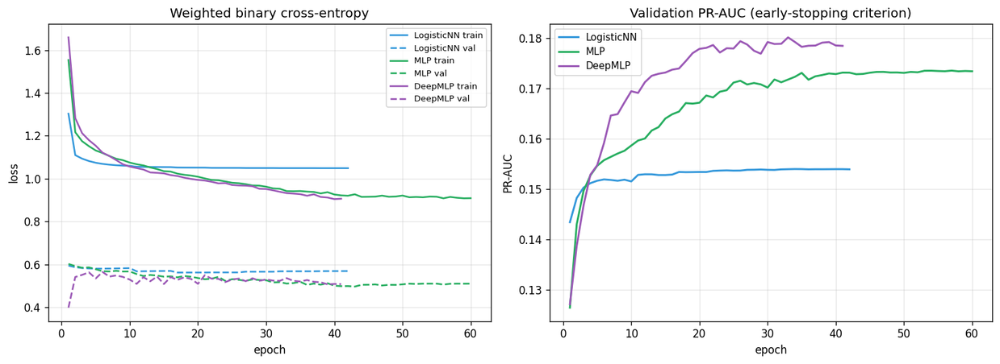 Weighted binary cross-entropy
loss
1.6
1.4
1.2
1.0
0.8
0.6
0.4
LogisticNN train
LogisticNN val
MLP train
MLP val
DeepMLP train
DeepMLP val
0 10 20 30 40 50 60
epoch
Validation PR-AUC (early-stopping criterion)
PR-AUC
0.18
0.17
0.16
0.15
0.14
0.13
LogisticNN
MLP
DeepMLP
0 10 20 30 40 50 60
epoch